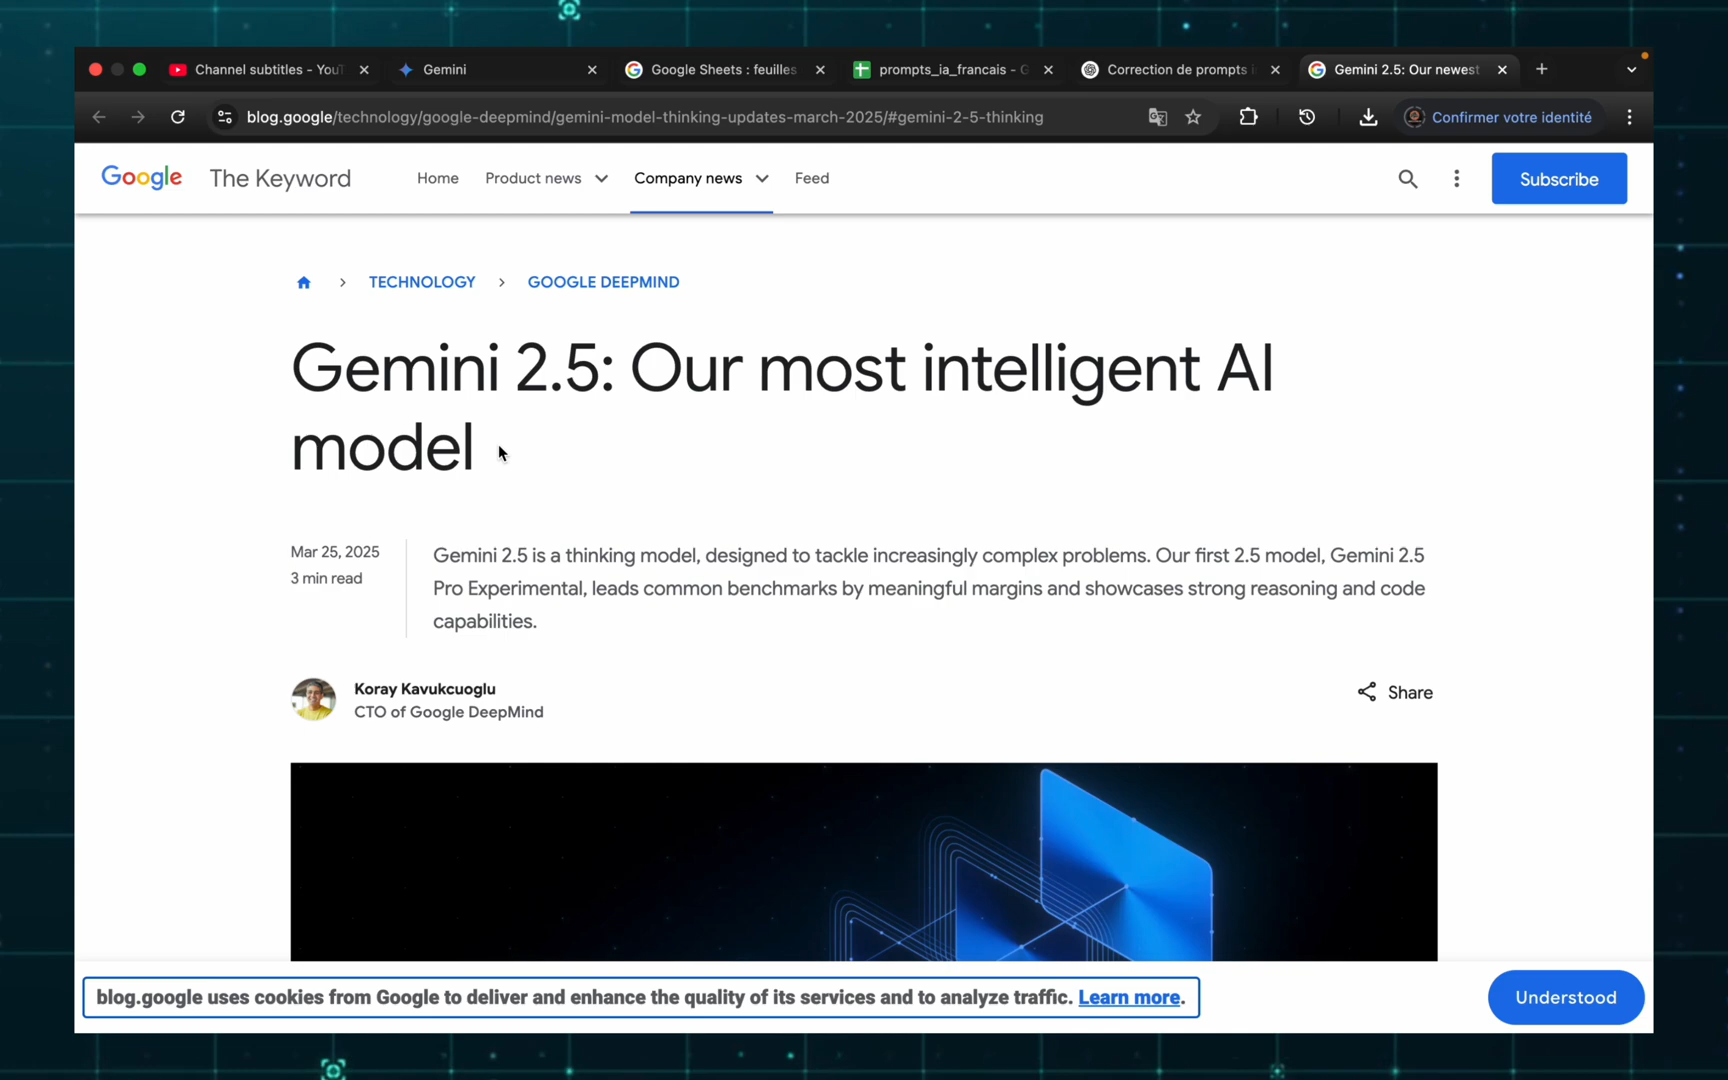 Channel subtitles - YouT
Gemini
Google Sheets : feuilles
prompts_ia_francais - G
Correction de prompts i
Gemini 2.5: Our newest
blog.google/technology/google-deepmind/gemini-model-thinking-updates-march-2025/#gemini-2-5-thinking
Confirmer votre identité
Google The Keyword
Home
Product news
Company news
Feed
Subscribe
TECHNOLOGY
GOOGLE DEEPMIND
Gemini 2.5: Our most intelligent AI
model
Mar 25, 2025
3 min read
Gemini 2.5 is a thinking model, designed to tackle increasingly complex problems. Our first 2.5 model, Gemini 2.5
Pro Experimental, leads common benchmarks by meaningful margins and showcases strong reasoning and code
capabilities.
Koray Kavukcuoglu
CTO of Google DeepMind
Share
blog.google uses cookies from Google to deliver and enhance the quality of its services and to analyze traffic. Learn more.
Understood